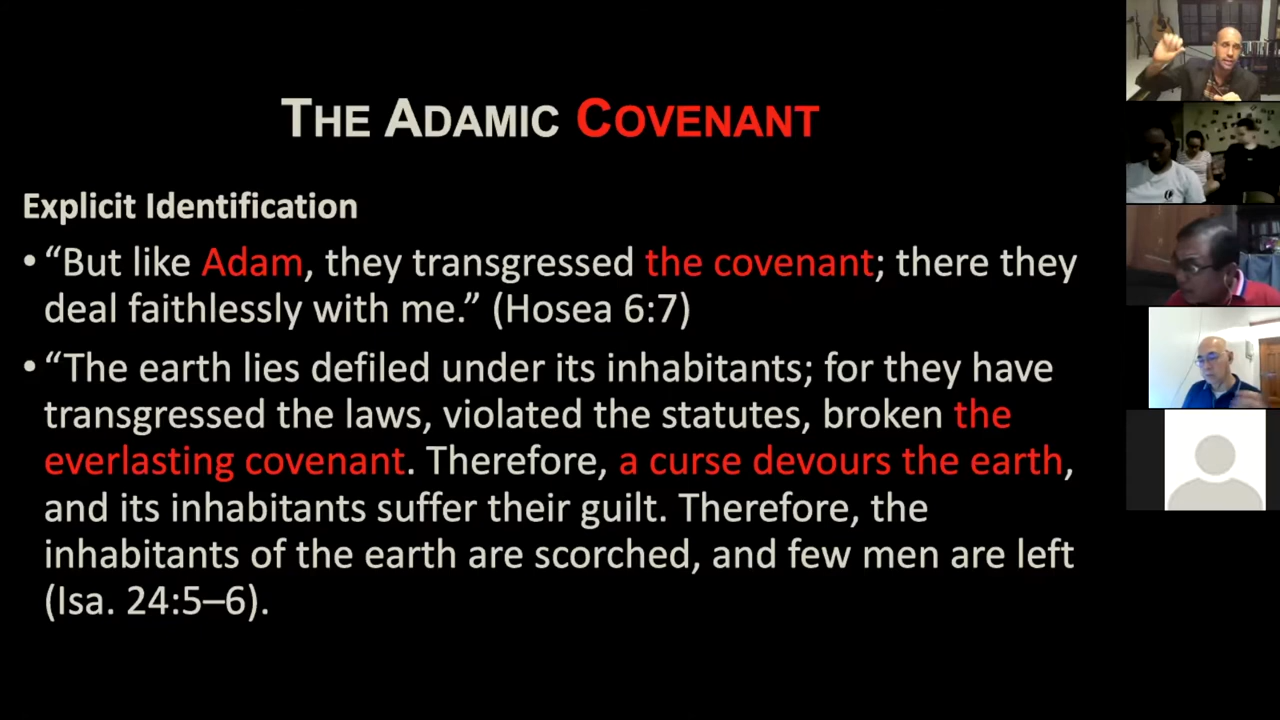 THE ADAMIC COVENANT
Explicit Identification
• “But like Adam, they transgressed the covenant; there they
deal faithlessly with me.” (Hosea 6:7)
• “The earth lies defiled under its inhabitants; for they have
transgressed the laws, violated the statutes, broken the
everlasting covenant. Therefore, a curse devours the earth,
and its inhabitants suffer their guilt. Therefore, the
inhabitants of the earth are scorched, and few men are left
(Isa. 24:5–6).